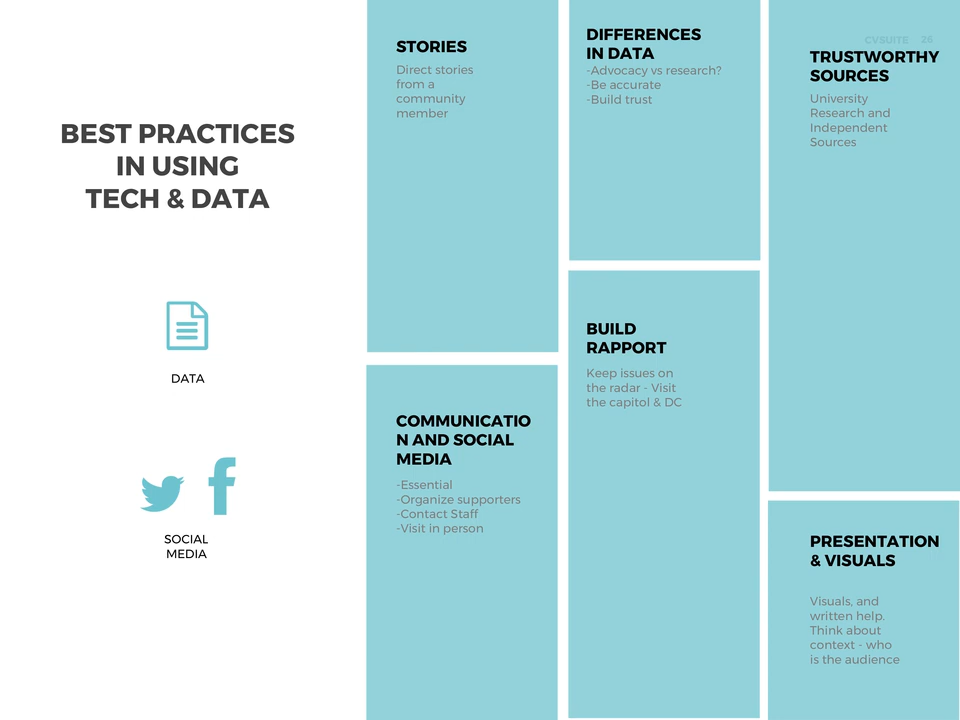 BEST PRACTICES
IN USING
TECH & DATA
DATA
SOCIAL
MEDIA
STORIES
Direct stories
from a
community
member
COMMUNICATIO
N AND SOCIAL
MEDIA
-Essential
-Organize supporters
-Contact Staff
-Visit in person
DIFFERENCES
IN DATA
-Advocacy vs research?
-Be accurate
-Build trust
BUILD
RAPPORT
Keep issues on
the radar - Visit
the capitol & DC
CVSUITE 26
TRUSTWORTHY
SOURCES
University
Research and
Independent
Sources
PRESENTATION
& VISUALS
Visuals, and
written help.
Think about
context - who
is the audience